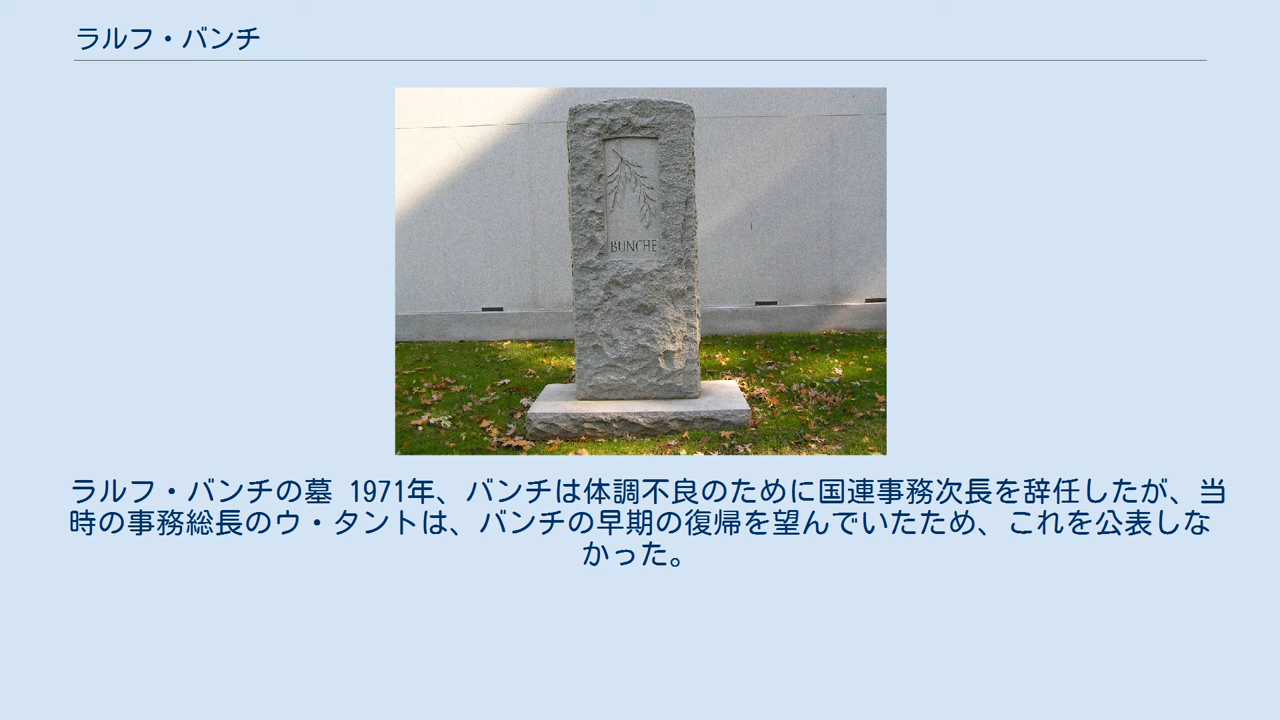 ラルフ・バンチ
BUNCHE
ラルフ・バンチの墓 1971年、バンチは体調不良のために国連事務次長を辞任したが、当
時の事務総長のウ・タントは、バンチの早期の復帰を望んでいたため、これを公表しな
かった。